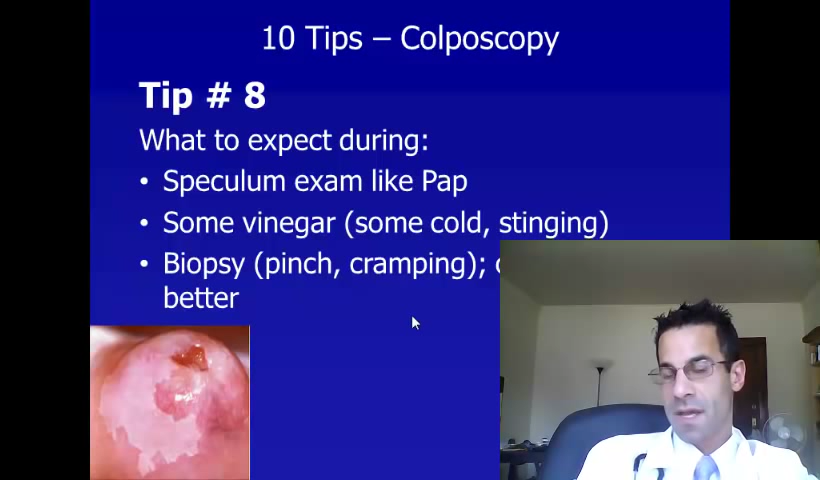 10 Tips – Colposcopy
Tip # 8
What to expect during:
• Speculum exam like Pap
• Some vinegar (some cold, stinging)
• Biopsy (pinch, cramping);
better